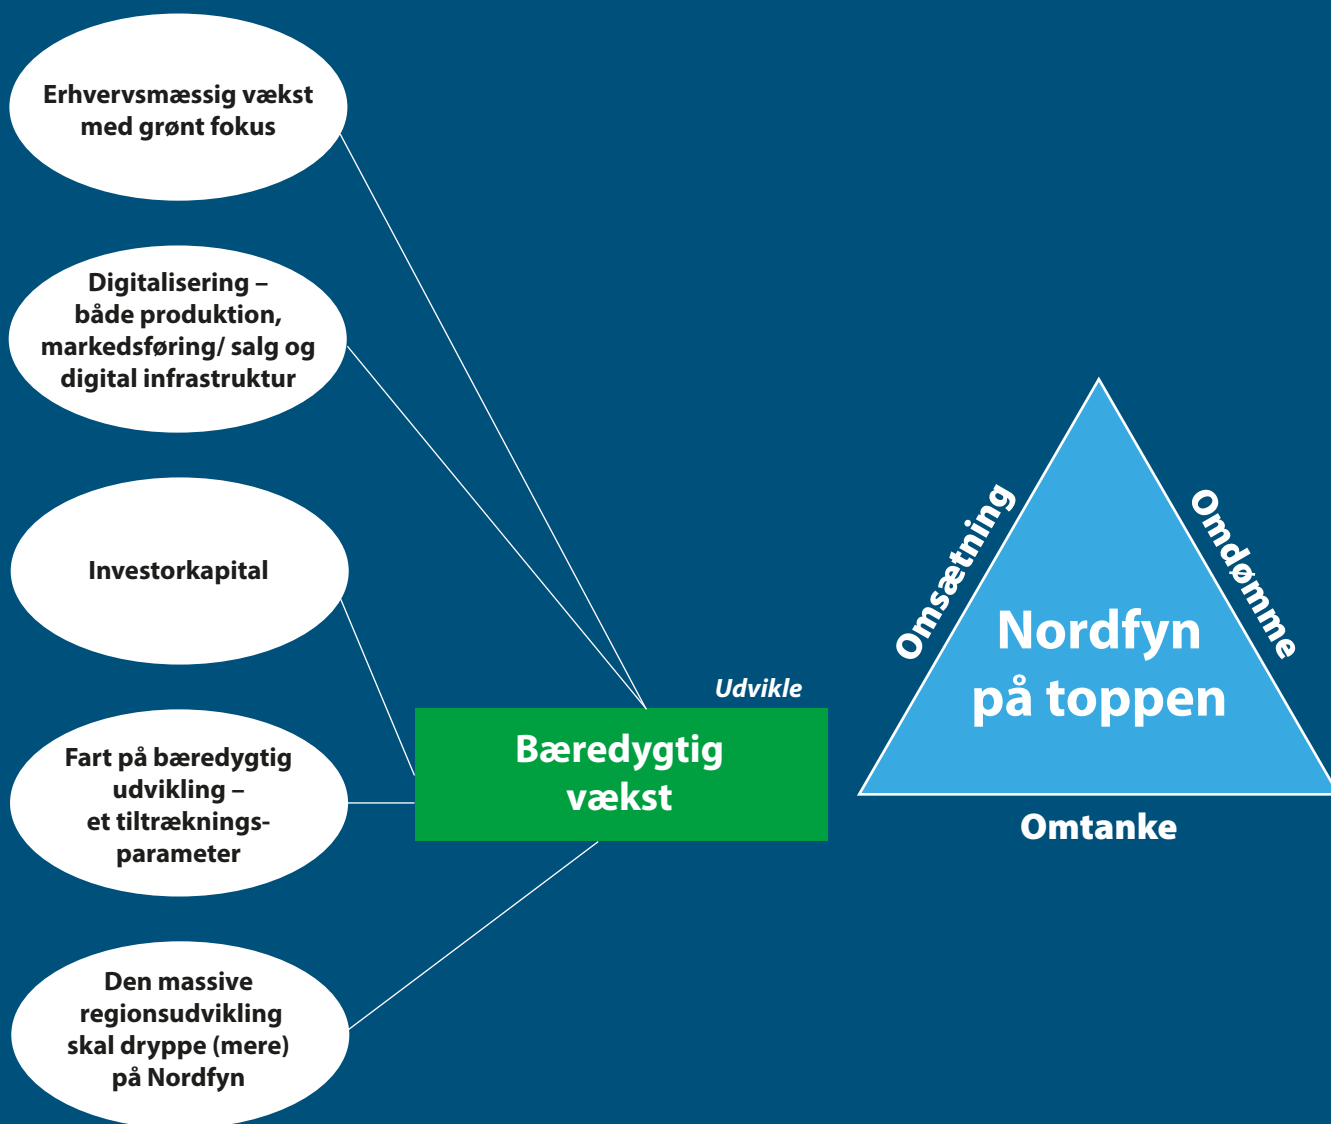 Erhvervsmæssig vækst
med grønt fokus
Digitalisering –
både produktion,
markedsføring/ salg og
digital infrastruktur
Investorkapital
Fart på bæredygtig
udvikling –
et tiltræknings-
parameter
Den massive
regionsudvikling
skal dryppe (mere)
på Nordfyn
Udvikle
Bæredygtig
vækst
Omsætning
Omdømme
Nordfyn
på toppen
Omtanke